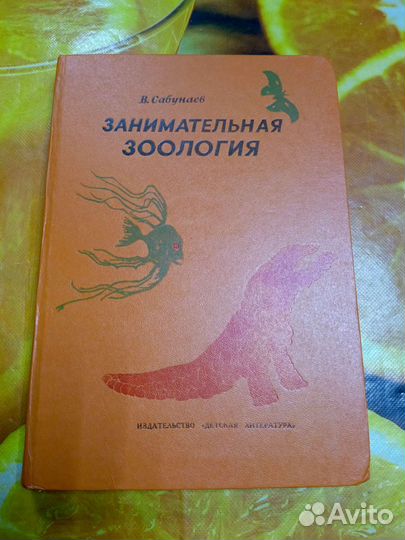 В. Сабунаев
ЗАНИМАТЕЛЬНАЯ
ЗООЛОГИЯ
ИЗДАТЕЛЬСТВО «ДЕТСКАЯ ЛИТЕРАТУРА»
Avito